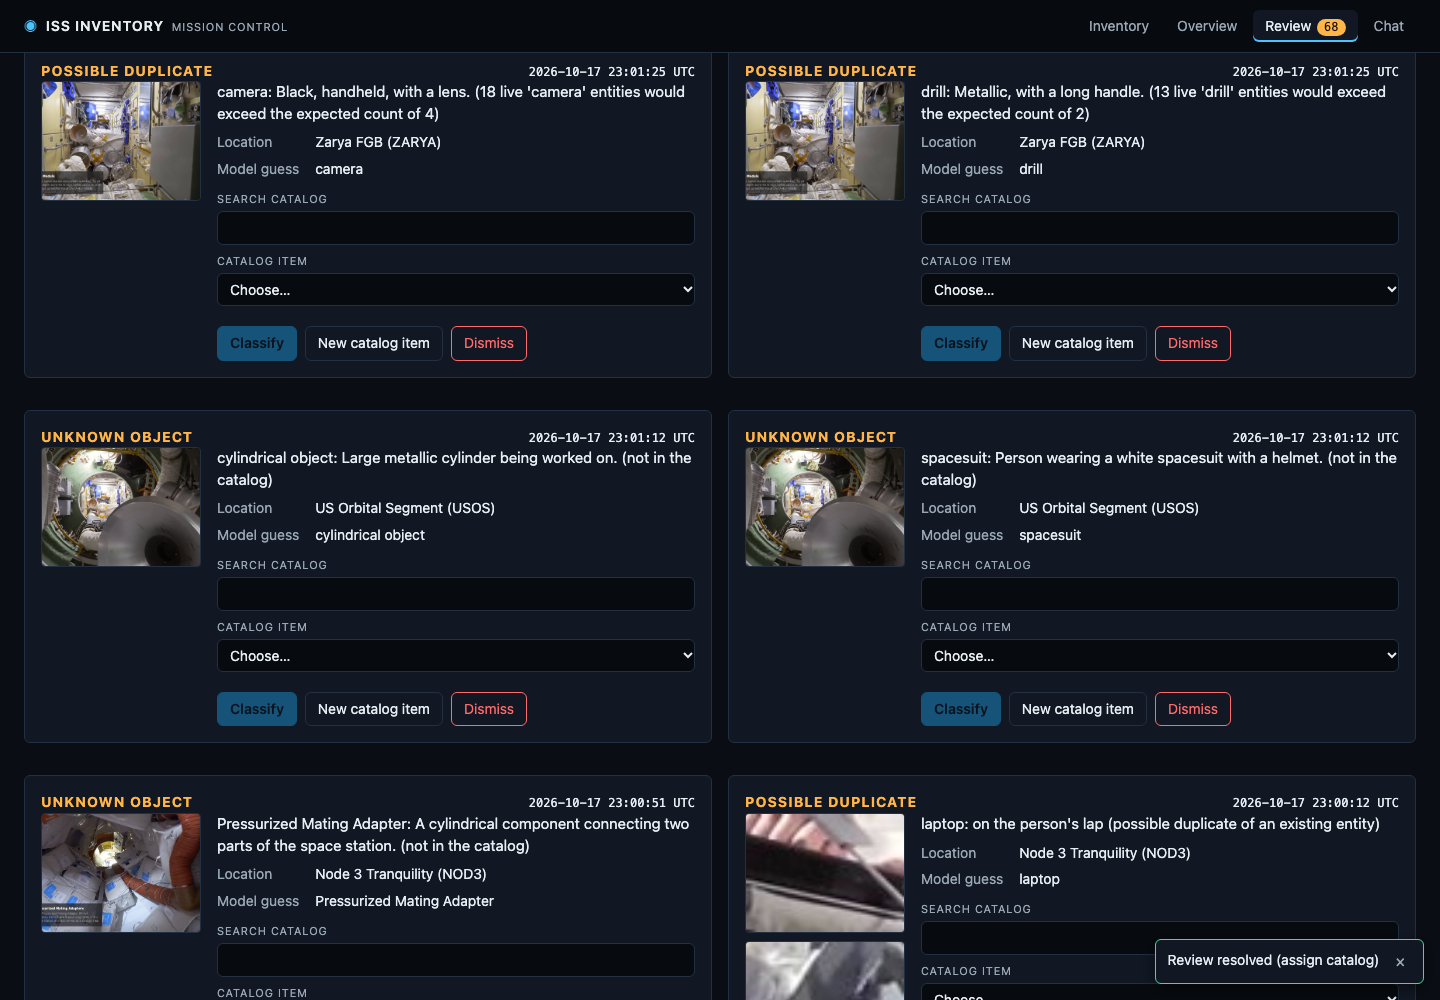 ISS INVENTORY MISSION CONTROL
Inventory Overview Review 68 Chat
POSSIBLE DUPLICATE 2026-10-17 23:01:25 UTC
camera: Black, handheld, with a lens. (18 live 'camera' entities would
exceed the expected count of 4)
Location Zarya FGB (ZARYA)
Model guess camera
SEARCH CATALOG
CATALOG ITEM
Choose...
Classify New catalog item Dismiss
POSSIBLE DUPLICATE 2026-10-17 23:01:25 UTC
drill: Metallic, with a long handle. (13 live 'drill' entities would exceed
the expected count of 2)
Location Zarya FGB (ZARYA)
Model guess drill
SEARCH CATALOG
CATALOG ITEM
Choose...
Classify New catalog item Dismiss
UNKNOWN OBJECT 2026-10-17 23:01:12 UTC
cylindrical object: Large metallic cylinder being worked on. (not in the
catalog)
Location US Orbital Segment (USOS)
Model guess cylindrical object
SEARCH CATALOG
CATALOG ITEM
Choose...
Classify New catalog item Dismiss
UNKNOWN OBJECT 2026-10-17 23:01:12 UTC
spacesuit: Person wearing a white spacesuit with a helmet. (not in the
catalog)
Location US Orbital Segment (USOS)
Model guess spacesuit
SEARCH CATALOG
CATALOG ITEM
Choose...
Classify New catalog item Dismiss
UNKNOWN OBJECT 2026-10-17 23:00:51 UTC
Pressurized Mating Adapter: A cylindrical component connecting two
parts of the space station. (not in the catalog)
Location Node 3 Tranquility (NOD3)
Model guess Pressurized Mating Adapter
SEARCH CATALOG
CATALOG ITEM
POSSIBLE DUPLICATE 2026-10-17 23:00:12 UTC
laptop: on the person's lap (possible duplicate of an existing entity)
Location Node 3 Tranquility (NOD3)
Model guess laptop
SEARCH CATALOG
CATALOG ITEM
Choose
Review resolved (assign catalog) ×